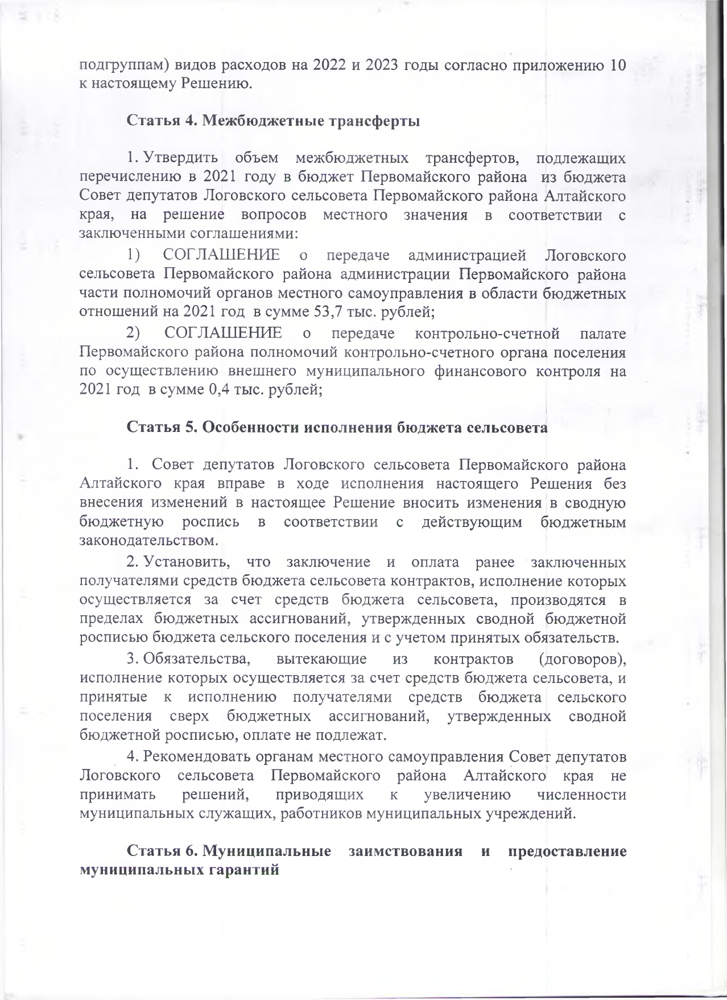 подгруппам) видов расходов на 2022 и 2023 годы согласно приложению 10
к настоящему Решению.
Статья 4. Межбюджетные трансферты
1. Утвердить объем межбюджетных трансфертов, подлежащих
перечислению в 2021 году в бюджет Первомайского района из бюджета
Совет депутатов Логовского сельсовета Первомайского района Алтайского
края, на решение вопросов местного значения в соответствии с
заключенными соглашениями:
1) СОГЛАШЕНИЕ о передаче администрацией Логовского
сельсовета Первомайского района администрации Первомайского района
части полномочий органов местного самоуправления в области бюджетных
отношений на 2021 год в сумме 53,7 тыс. рублей;
2) СОГЛАШЕНИЕ о передаче контрольно-счетной палате
Первомайского района полномочий контрольно-счетного органа поселения
по осуществлению внешнего муниципального финансового контроля на
2021 год в сумме 0,4 тыс. рублей;
Статья 5. Особенности исполнения бюджета сельсовета
1. Совет депутатов Логовского сельсовета Первомайского района
Алтайского края вправе в ходе исполнения настоящего Решения без
внесения изменений в настоящее Решение вносить изменения в сводную
бюджетную роспись в соответствии с действующим бюджетным
законодательством.
2. Установить, что заключение и оплата ранее заключенных
получателями средств бюджета сельсовета контрактов, исполнение которых
осуществляется за счет средств бюджета сельсовета, производятся в
пределах бюджетных ассигнований, утвержденных сводной бюджетной
росписью бюджета сельского поселения и с учетом принятых обязательств.
3. Обязательства, вытекающие из контрактов (договоров),
исполнение которых осуществляется за счет средств бюджета сельсовета, и
принятые к исполнению получателями средств бюджета сельского
поселения сверх бюджетных ассигнований, утвержденных сводной
бюджетной росписью, оплате не подлежат.
4. Рекомендовать органам местного самоуправления Совет депутатов
Логовского сельсовета Первомайского района Алтайского края не
принимать решений, приводящих к увеличению численности
муниципальных служащих, работников муниципальных учреждений.
Статья 6. Муниципальные заимствования и предоставление
муниципальных гарантий